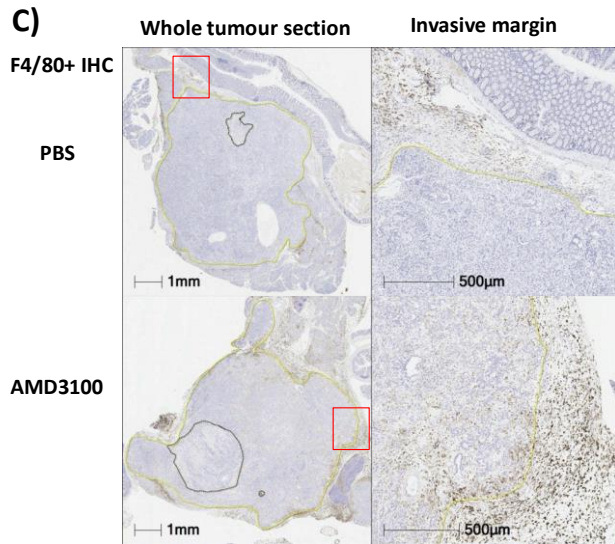 C)
Whole tumour section
Invasive margin
F4/80+ IHC
PBS
1mm
500µm
AMD3100
1mm
500µm